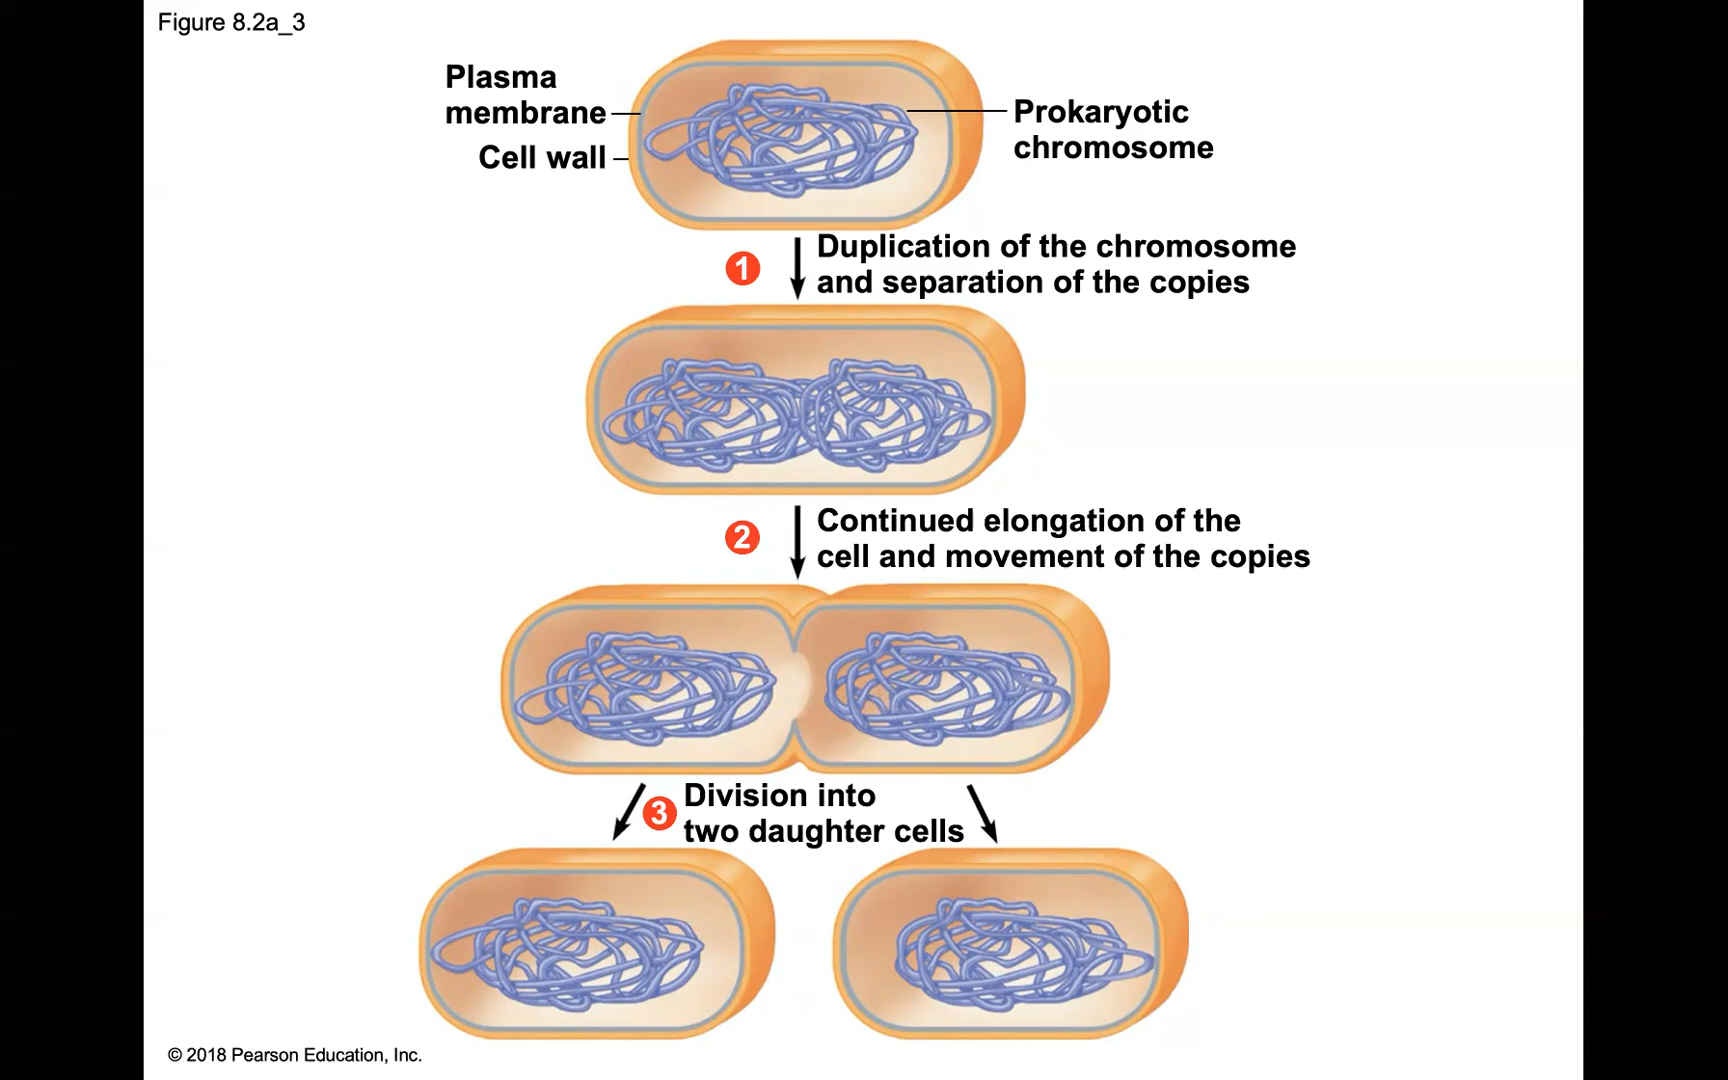 Figure 8.2a_3
Plasma
membrane
Cell wall
Prokaryotic
chromosome
1
Duplication of the chromosome
and separation of the copies
2
Continued elongation of the
cell and movement of the copies
3
Division into
two daughter cells
© 2018 Pearson Education, Inc.